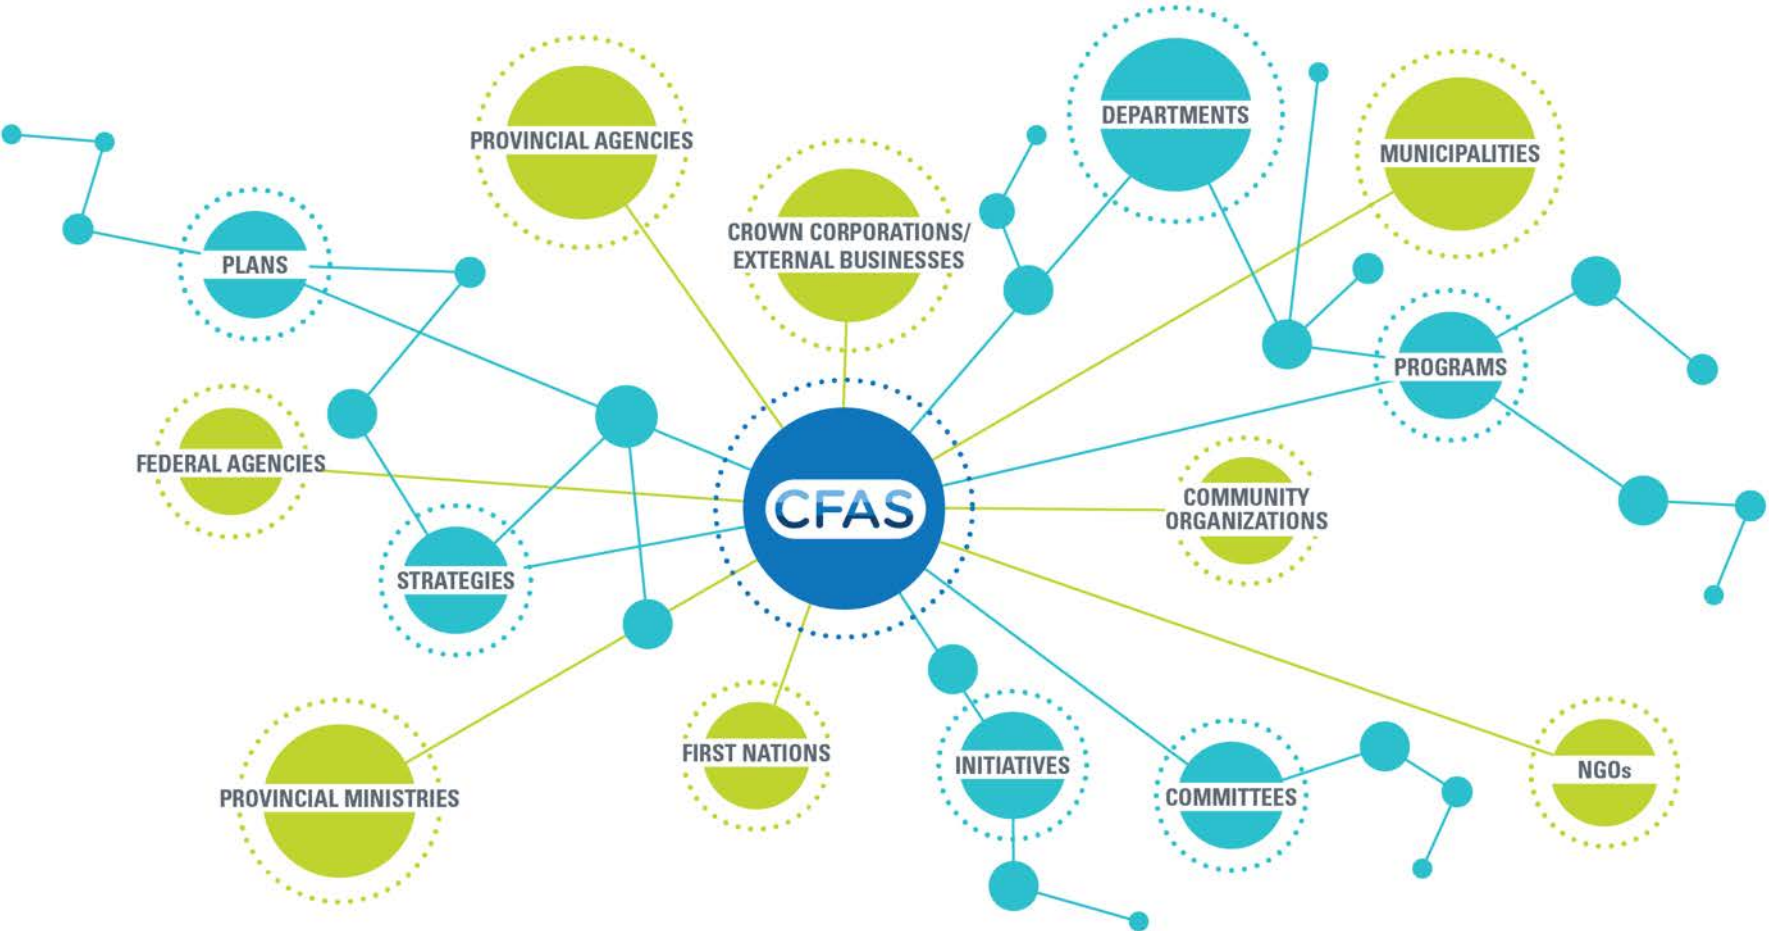 DEPARTMENTS
PROVINCIAL AGENCIES
MUNICIPALITIES
CROWN CORPORATIONS/
EXTERNAL BUSINESSES
PLANS
PROGRAMS
FEDERAL AGENCIES
CFAS
COMMUNITY
ORGANIZATIONS
STRATEGIES
FIRST NATIONS
INITIATIVES
NGOs
PROVINCIAL MINISTRIES
COMMITTEES